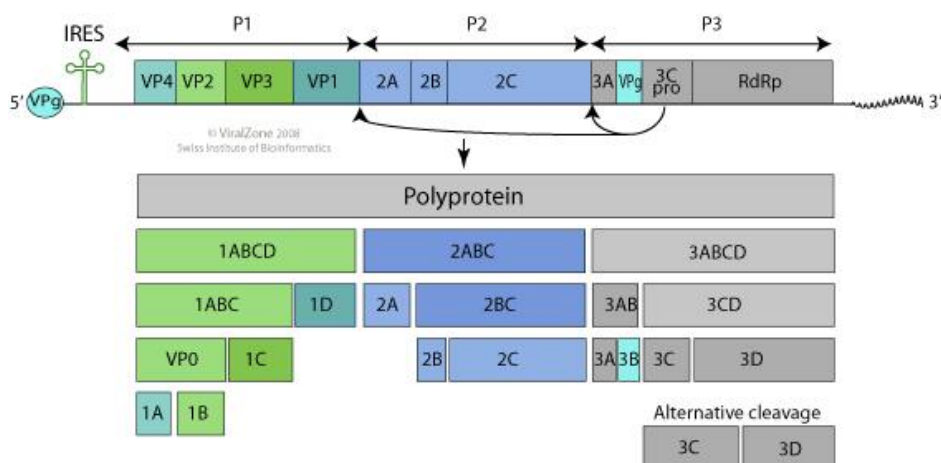 P1 P2 P3
IRES
VP4 VP2 VP3 VP1 2A 2B 2C 3A VPg 3C pro RdRp
5' VPg 3'
© ViralZone 2008
Swiss Institute of Bioinformatics
Polyprotein
1ABCD 2ABC 3ABCD
1ABC 1D 2A 2BC 3AB 3CD
VP0 1C 2B 2C 3A 3B 3C 3D
1A 1B
Alternative cleavage
3C 3D